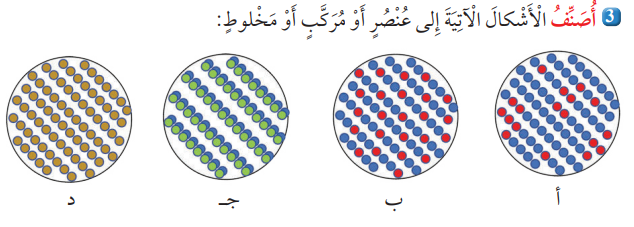 3 أُصَنِّفُ الْأَشْكالَ الْآتِيَةَ إِلى عُنْصُرٍ أَوْ مُرَكَّبٍ أَوْ مَخْلوطٍ:
أ ب جـ د